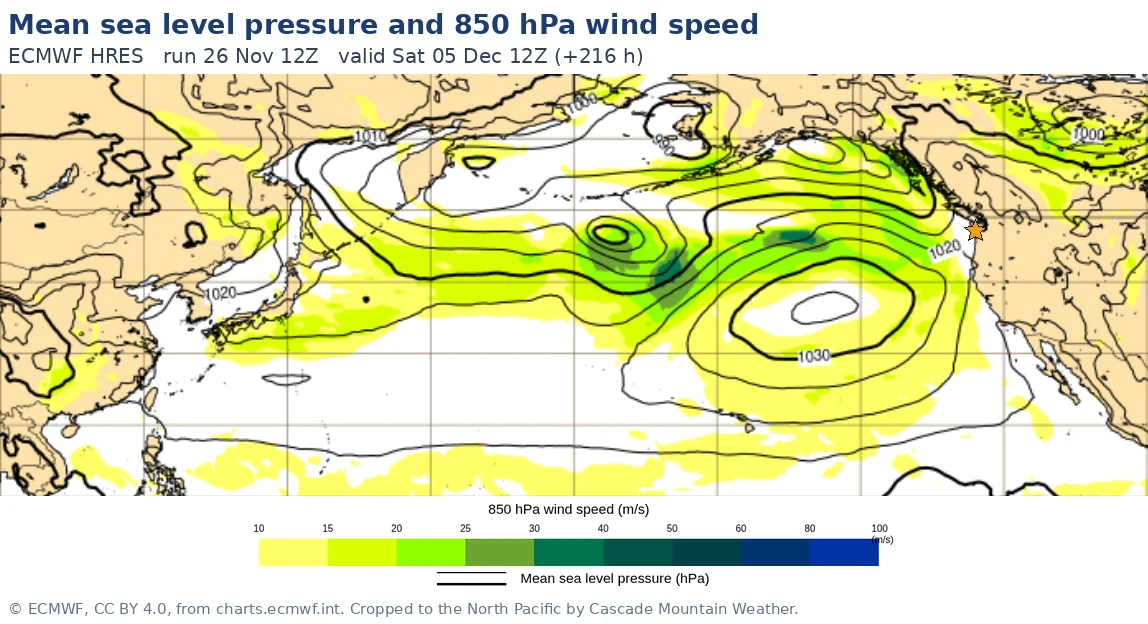 Mean sea level pressure and 850 hPa wind speed
ECMWF HRES   run 26 Nov 12Z   valid Sat 05 Dec 12Z (+216 h)
1000
1010
1000
1020
1020
1030
850 hPa wind speed (m/s)
10 15 20 25 30 40 50 60 80 100
(m/s)
Mean sea level pressure (hPa)
© ECMWF, CC BY 4.0, from charts.ecmwf.int. Cropped to the North Pacific by Cascade Mountain Weather.